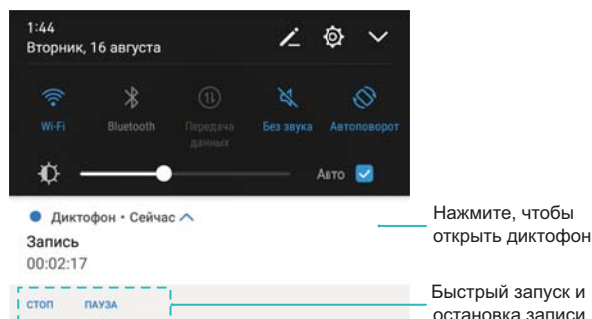 1:44
Вторник, 16 августа
Wi-Fi
Bluetooth
Передача
данных
Без звука
Автоповорот
Авто
Диктофон • Сейчас
Запись
00:02:17
СТОП ПАУЗА
Нажмите, чтобы
открыть диктофон
Быстрый запуск и
остановка записи